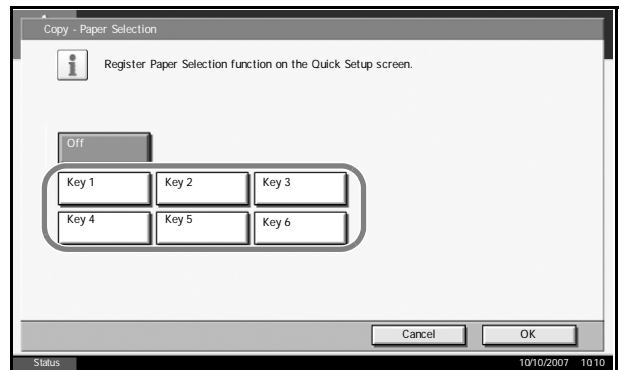 Copy - Paper Selection
Register Paper Selection function on the Quick Setup screen.
Off
Key 1 Key 2 Key 3
Key 4 Key 5 Key 6
Cancel OK
Status 10/10/2007 10:10